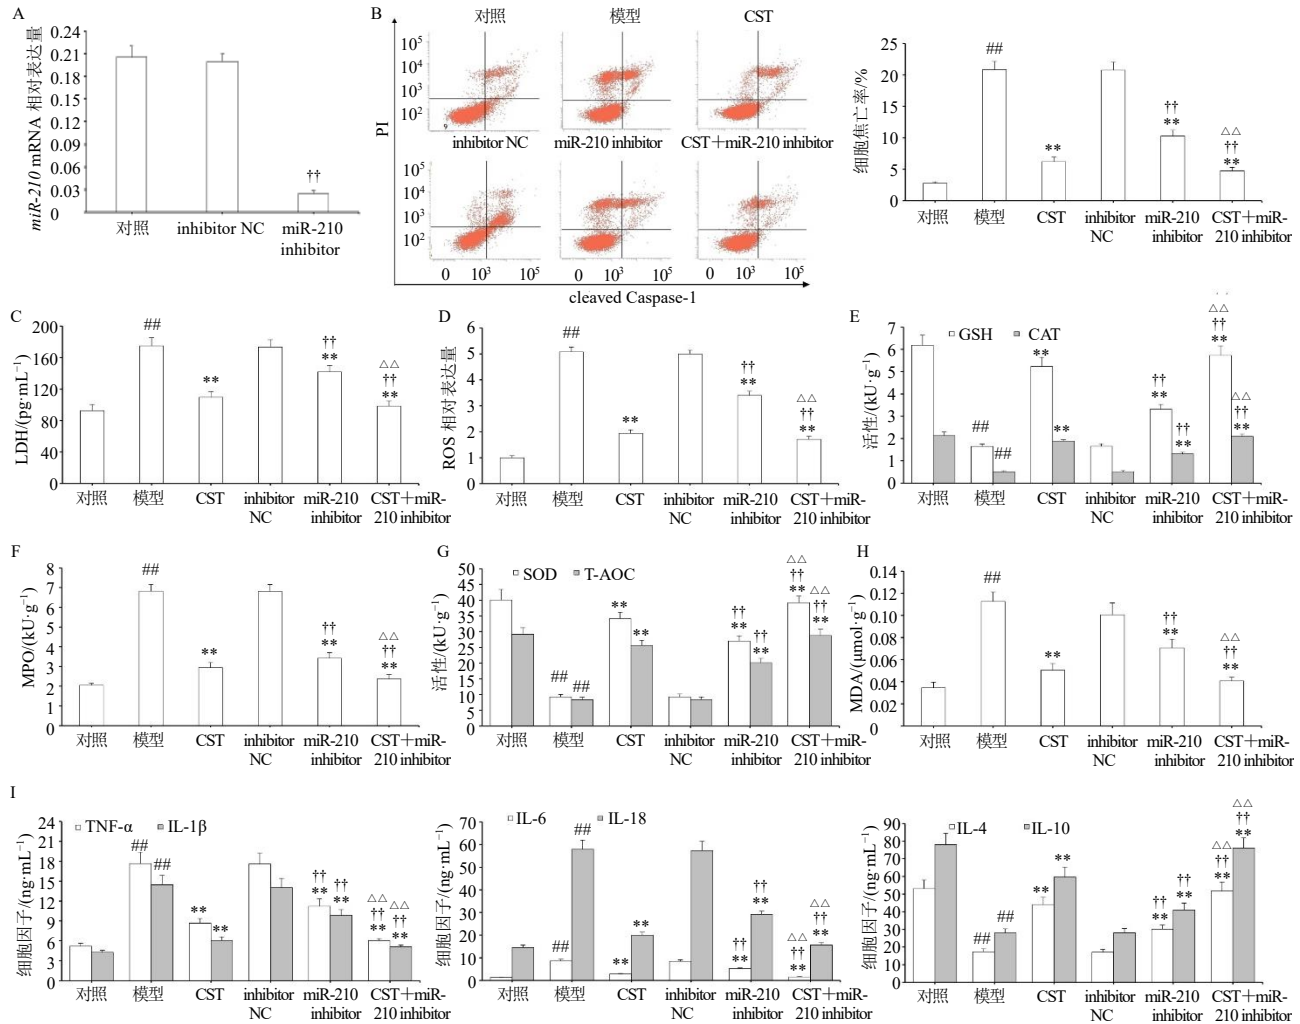 A
miR-210 mRNA 相对表达量
0.24
0.21
0.18
0.15
0.12
0.09
0.06
0.03
0
††
对照
inhibitor NC
miR-210
inhibitor
B
对照
模型
CST
PI
10⁵
10⁴
10³
10²
9
inhibitor NC
miR-210 inhibitor
CST+miR-210 inhibitor
10⁵
10⁴
10³
10²
0 10³ 10⁵
0 10³ 10⁵
0 10³ 10⁵
cleaved Caspase-1
细胞焦亡率/%
25
20
15
10
5
0
##
**
††
**
△△
††
**
对照
模型
CST
inhibitor
NC
miR-210
inhibitor
CST+miR-
210 inhibitor
C
LDH/(pg·mL⁻¹)
200
160
120
80
40
0
##
**
††
**
△△
††
**
对照
模型
CST
inhibitor
NC
miR-210
inhibitor
CST+miR-
210 inhibitor
D
ROS 相对表达量
6
5
4
3
2
1
0
##
**
††
**
△△
††
**
对照
模型
CST
inhibitor
NC
miR-210
inhibitor
CST+miR-
210 inhibitor
E
GSH CAT
活性/(kU·g⁻¹)
7
6
5
4
3
2
1
0
##
##
**
**
††
**
††
**
△△
††
**
△△
††
**
对照
模型
CST
inhibitor
NC
miR-210
inhibitor
CST+miR-
210 inhibitor
F
MPO/(kU·g⁻¹)
8
7
6
5
4
3
2
1
0
##
**
††
**
△△
††
**
对照
模型
CST
inhibitor
NC
miR-210
inhibitor
CST+miR-
210 inhibitor
G
SOD T-AOC
活性/(kU·g⁻¹)
50
45
40
35
30
25
20
15
10
5
0
##
##
**
**
††
**
††
**
△△
††
**
△△
††
**
对照
模型
CST
inhibitor
NC
miR-210
inhibitor
CST+miR-
210 inhibitor
H
MDA/(μmol·g⁻¹)
0.14
0.12
0.10
0.08
0.06
0.04
0.02
0
##
**
††
**
△△
††
**
对照
模型
CST
inhibitor
NC
miR-210
inhibitor
CST+miR-
210 inhibitor
I
TNF-α IL-1β
细胞因子/(ng·mL⁻¹)
24
21
18
15
12
9
6
3
0
##
##
**
**
††
**
††
**
△△
††
**
△△
††
**
对照
模型
CST
inhibitor
NC
miR-210
inhibitor
CST+miR-
210 inhibitor
IL-6 IL-18
细胞因子/(ng·mL⁻¹)
70
60
50
40
30
20
10
0
##
##
**
**
††
**
††
**
△△
††
**
△△
††
**
对照
模型
CST
inhibitor
NC
miR-210
inhibitor
CST+miR-
210 inhibitor
IL-4 IL-10
细胞因子/(ng·mL⁻¹)
90
80
70
60
50
40
30
20
10
0
##
##
**
**
††
**
††
**
△△
††
**
△△
††
**
对照
模型
CST
inhibitor
NC
miR-210
inhibitor
CST+miR-
210 inhibitor